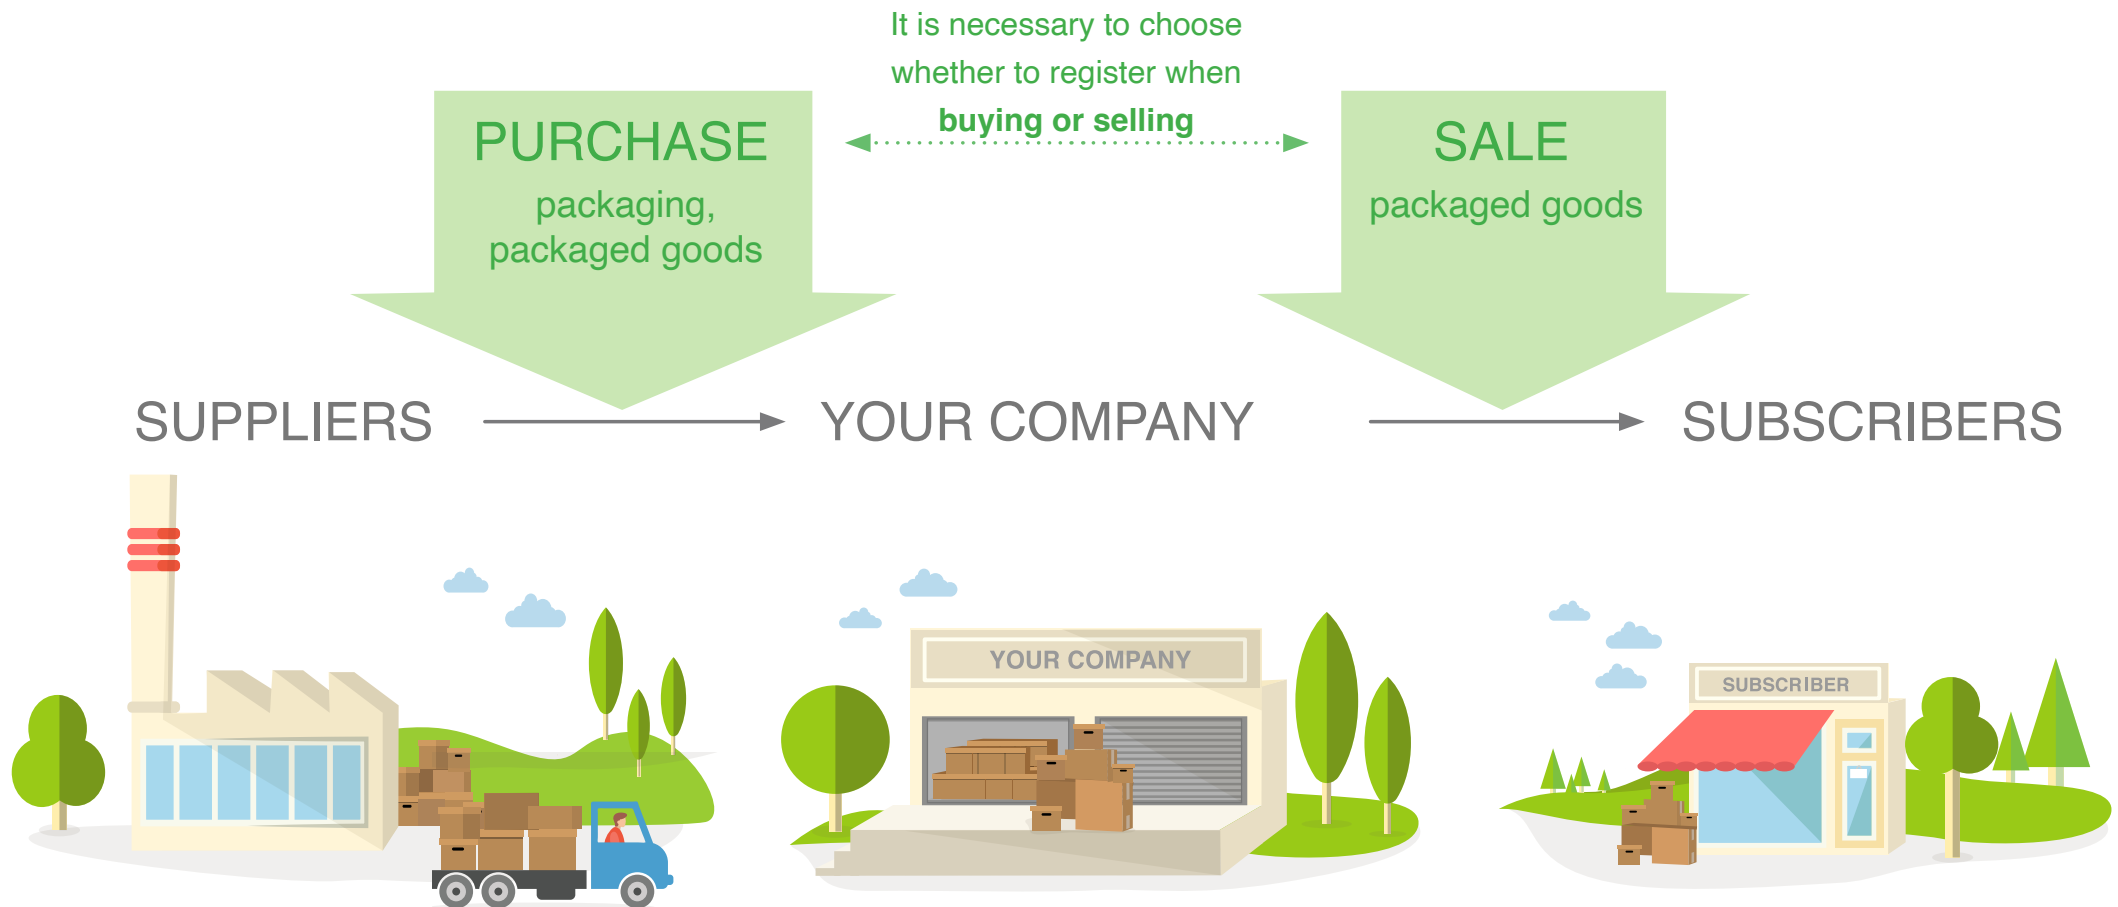 It is necessary to choose
whether to register when
buying or selling
PURCHASE
packaging,
packaged goods
SALE
packaged goods
SUPPLIERS
YOUR COMPANY
SUBSCRIBERS
YOUR COMPANY
SUBSCRIBER